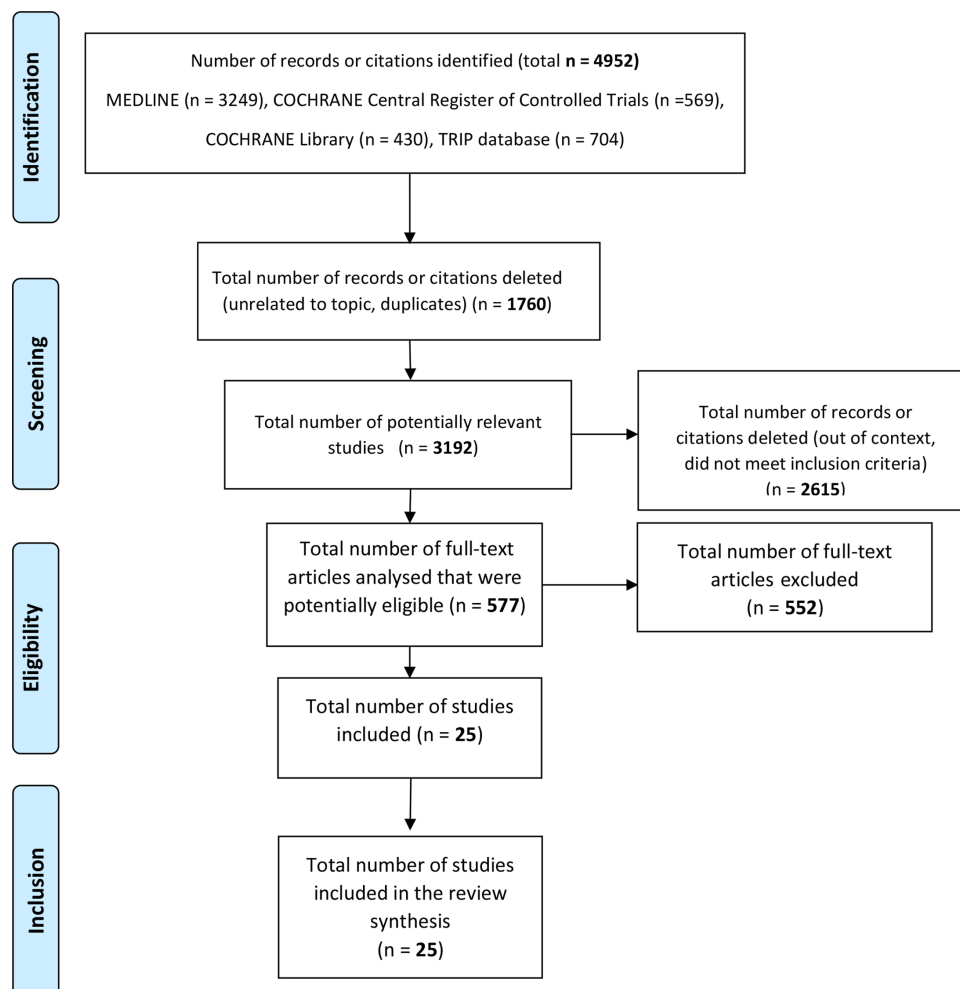 Identification
Number of records or citations identified (total n = 4952)
MEDLINE (n = 3249), COCHRANE Central Register of Controlled Trials (n =569),
COCHRANE Library (n = 430), TRIP database (n = 704)
Screening
Total number of records or citations deleted
(unrelated to topic, duplicates) (n = 1760)
Total number of potentially relevant
studies (n = 3192)
Total number of records or
citations deleted (out of context,
did not meet inclusion criteria)
(n = 2615)
Eligibility
Total number of full-text
articles analysed that were
potentially eligible (n = 577)
Total number of full-text
articles excluded
(n = 552)
Total number of studies
included (n = 25)
Inclusion
Total number of studies
included in the review
synthesis
(n = 25)